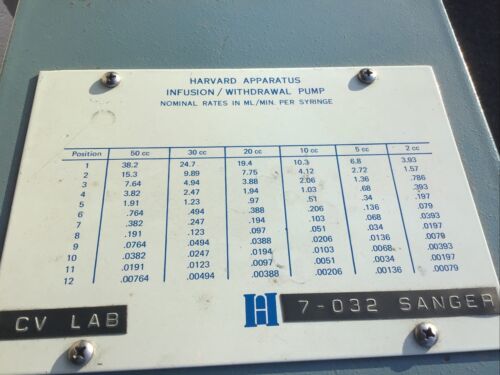 HARVARD APPARATUS
INFUSION/WITHDRAWAL PUMP
NOMINAL RATES IN ML/MIN. PER SYRINGE
Position 50 cc 30 cc 20 cc 10 cc 5 cc 2 cc
1 38.2 24.7 19.4 10.3 6.8 3.93
2 15.3 9.89 7.75 4.12 2.72 1.57
3 7.64 4.94 3.88 2.06 1.36 .786
4 3.82 2.47 1.94 1.03 .68 .393
5 1.91 1.23 .97 .51 .34 .197
6 .764 .494 .388 .206 .136 .079
7 .382 .247 .194 .103 .068 .0393
8 .191 .123 .097 .051 .034 .0197
9 .0764 .0494 .0388 .0206 .0136 .0079
10 .0382 .0247 .0194 .0103 .0068 .00393
11 .0191 .0123 .0097 .0051 .0034 .00197
12 .00764 .00494 .00388 .00206 .00136 .00079
CV LAB
H 7-032 SANGER